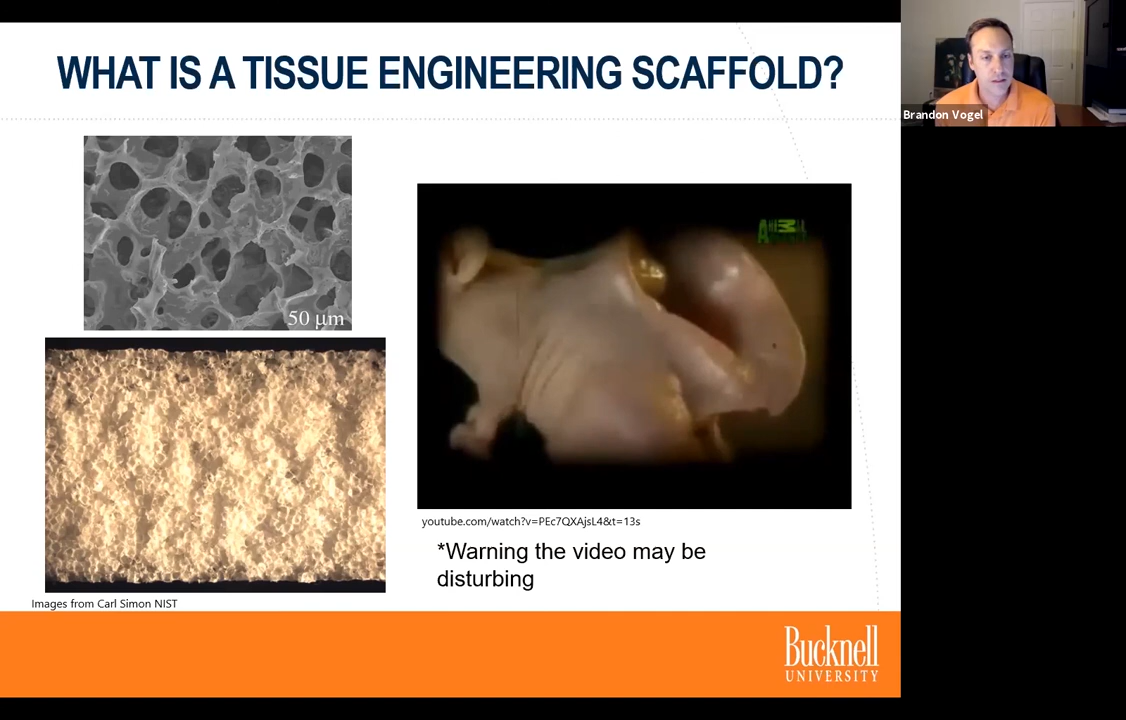 WHAT IS A TISSUE ENGINEERING SCAFFOLD?
Brandon Vogel
50 µm
youtube.com/watch?v=PEc7QXAjsL4&t=13s
*Warning the video may be
disturbing
Images from Carl Simon NIST
Bucknell
UNIVERSITY